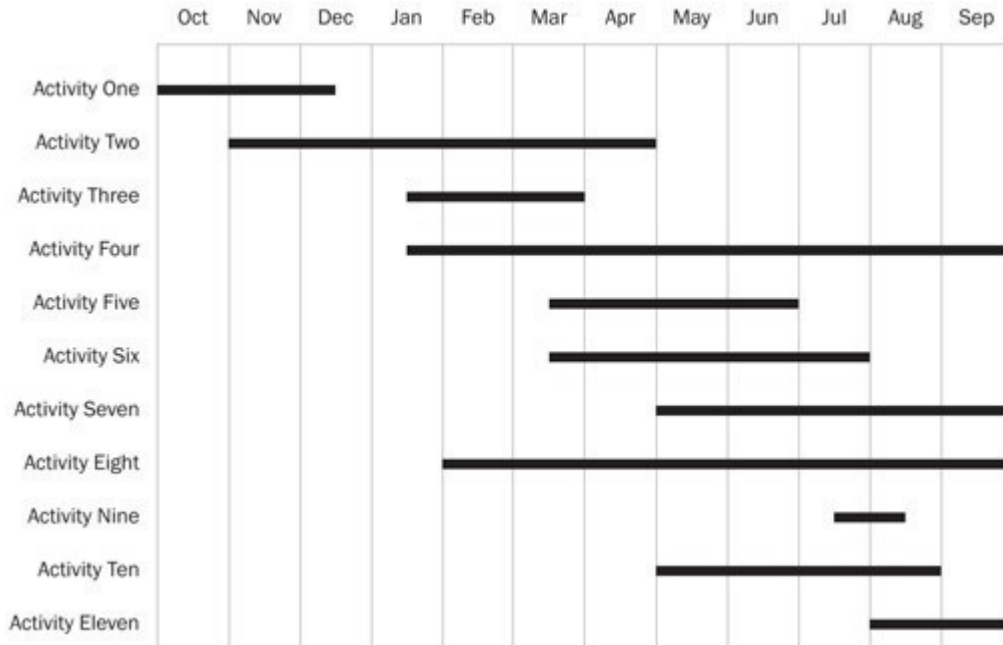 Oct Nov Dec Jan Feb Mar Apr May Jun Jul Aug Sep
Activity One
Activity Two
Activity Three
Activity Four
Activity Five
Activity Six
Activity Seven
Activity Eight
Activity Nine
Activity Ten
Activity Eleven